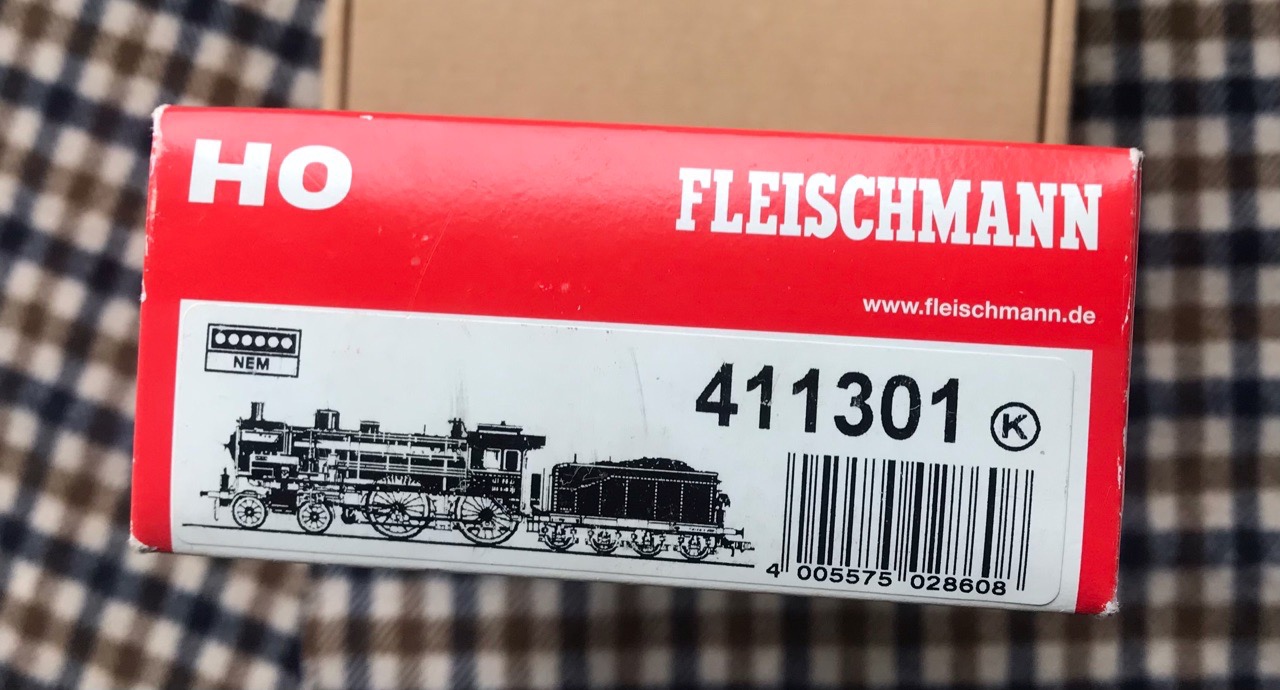 HO
FLEISCHMANN
www.fleischmann.de
NEM
411301 K
4 005575 028608